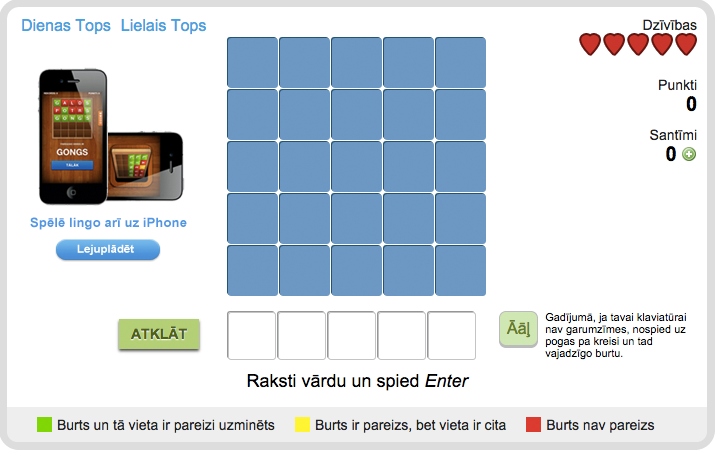 Dienas Tops Lielais Tops
Dzīvības
Punkti
0
Santīmi
0
GONGS
Spēlē lingo arī uz iPhone
Lejuplādēt
ATKLĀT
Āāļ
Gadījumā, ja tavai klaviatūrai
nav garumzīmes, nospied uz
pogas pa kreisi un tad
vajadzīgo burtu.
Raksti vārdu un spied Enter
Burts un tā vieta ir pareizi uzminēts
Burts ir pareizs, bet vieta ir cita
Burts nav pareizs